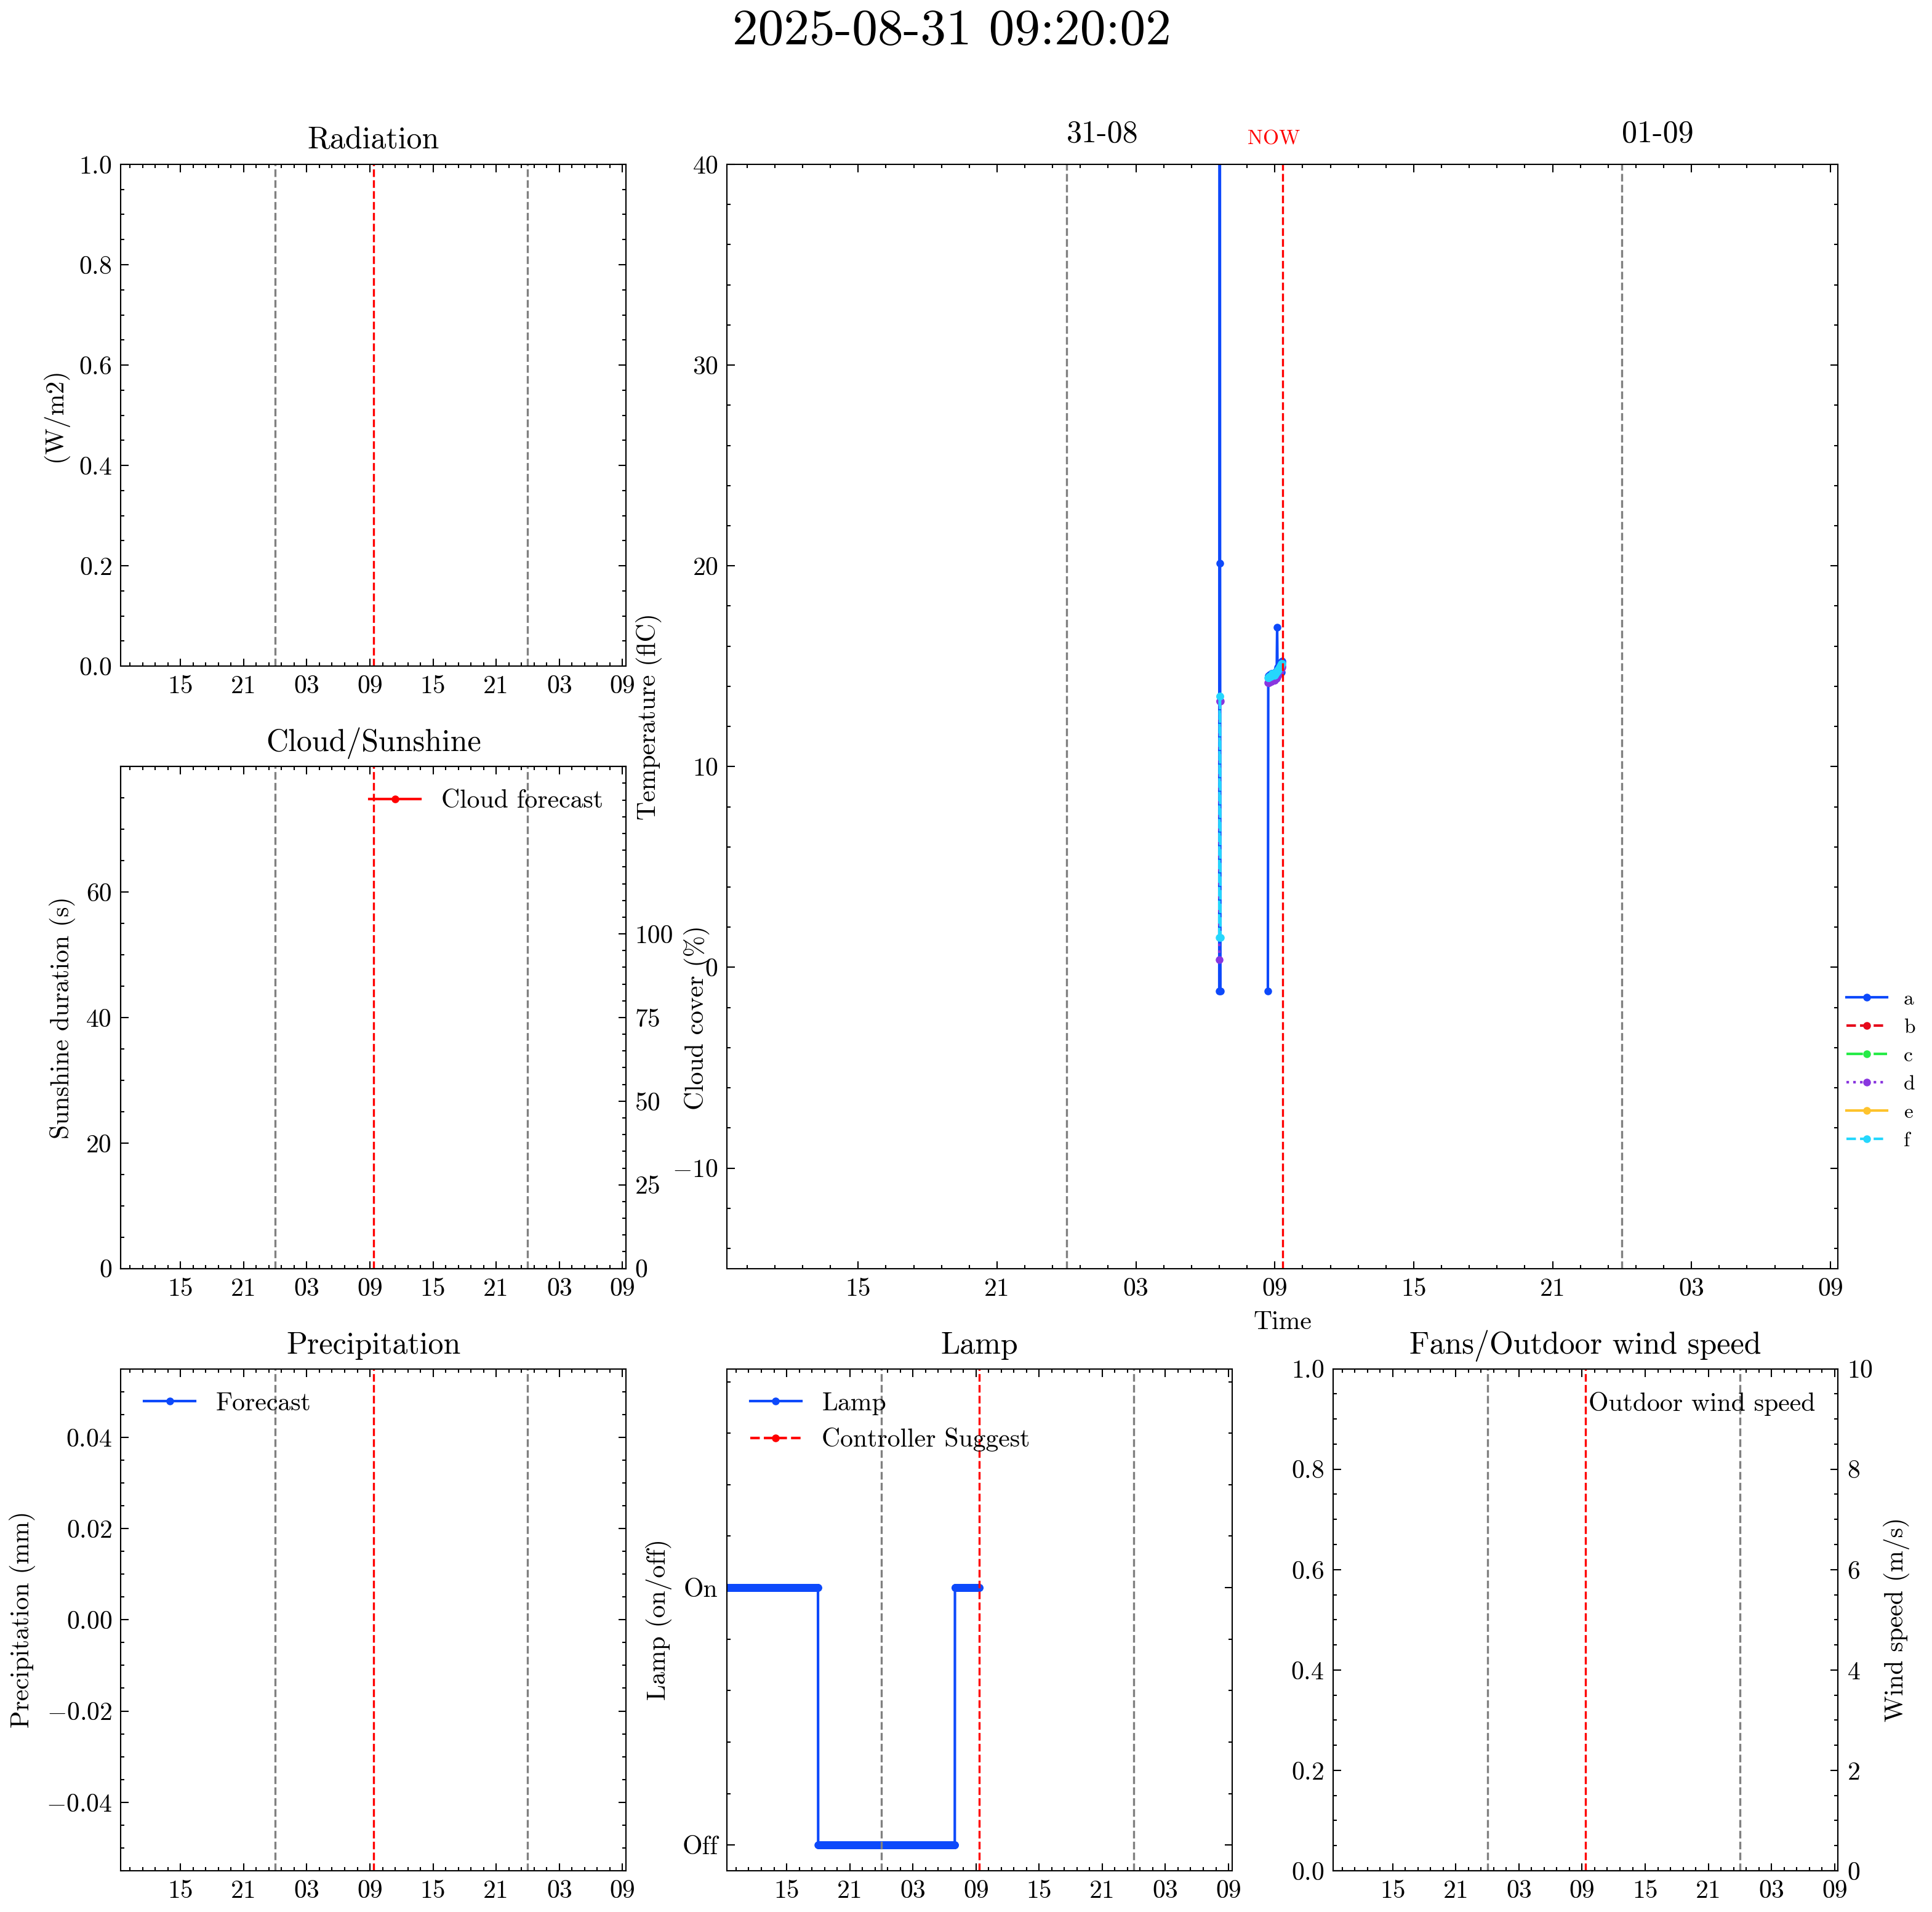 2025-08-31 09:20:02
Radiation
(W/m2)
1.0
0.8
0.6
0.4
0.2
0.0
15 21 03 09 15 21 03 09
31-08 NOW 01-09
Temperature (flC)
40
30
20
10
0
−10
15 21 03 09 15 21 03 09
Time
a
b
c
d
e
f
Cloud/Sunshine
Cloud forecast
Sunshine duration (s)
60
40
20
0
Cloud cover (%)
100
75
50
25
0
15 21 03 09 15 21 03 09
Precipitation
Forecast
Precipitation (mm)
0.04
0.02
0.00
−0.02
−0.04
15 21 03 09 15 21 03 09
Lamp
Lamp
Controller Suggest
Lamp (on/off)
On
Off
15 21 03 09 15 21 03 09
Fans/Outdoor wind speed
Outdoor wind speed
1.0
0.8
0.6
0.4
0.2
0.0
10
8
6
4
2
0
Wind speed (m/s)
15 21 03 09 15 21 03 09